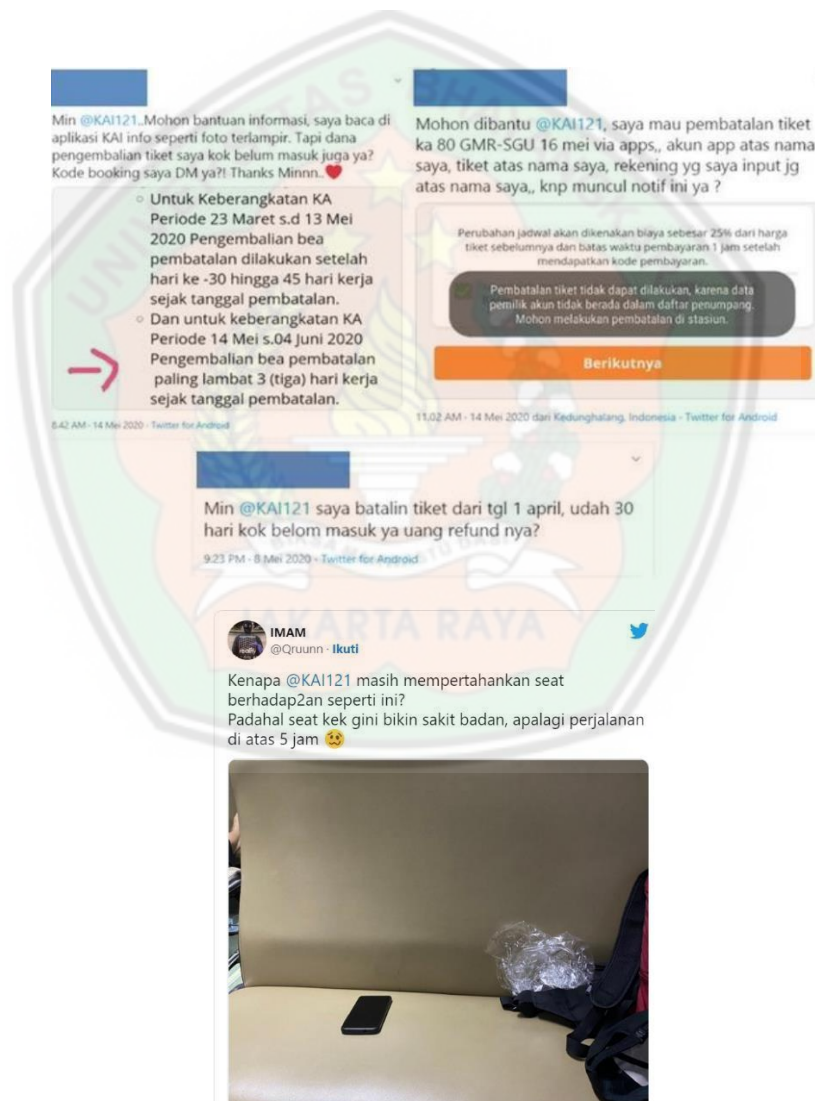 Min @KAI121..Mohon bantuan informasi, saya baca di
aplikasi KAI info seperti foto terlampir. Tapi dana
pengembalian tiket saya kok belum masuk juga ya?
Kode booking saya DM ya?! Thanks Minnn..❤️
○ Untuk Keberangkatan KA
Periode 23 Maret s.d 13 Mei
2020 Pengembalian bea
pembatalan dilakukan setelah
hari ke -30 hingga 45 hari kerja
sejak tanggal pembatalan.
○ Dan untuk keberangkatan KA
Periode 14 Mei s.04 Juni 2020
Pengembalian bea pembatalan
paling lambat 3 (tiga) hari kerja
sejak tanggal pembatalan.
8:42 AM - 14 Mei 2020 - Twitter for Android
Mohon dibantu @KAI121, saya mau pembatalan tiket
ka 80 GMR-SGU 16 mei via apps,, akun app atas nama
saya, tiket atas nama saya, rekening yg saya input jg
atas nama saya,, knp muncul notif ini ya ?
Perubahan jadwal akan dikenakan biaya sebesar 25% dari harga
tiket sebelumnya dan batas waktu pembayaran 1 jam setelah
mendapatkan kode pembayaran.
Pembatalan tiket tidak dapat dilakukan, karena data
pemilik akun tidak berada dalam daftar penumpang.
Mohon melakukan pembatalan di stasiun.
Berikutnya
11.02 AM - 14 Mei 2020 dari Kedunghalang, Indonesia - Twitter for Android
Min @KAI121 saya batalin tiket dari tgl 1 april, udah 30
hari kok belom masuk ya uang refund nya?
9:23 PM - 8 Mei 2020 - Twitter for Android
JAKARTA RAYA
IMAM
@Qruunn · Ikuti
Kenapa @KAI121 masih mempertahankan seat
berhadap2an seperti ini?
Padahal seat kek gini bikin sakit badan, apalagi perjalanan
di atas 5 jam 🥴